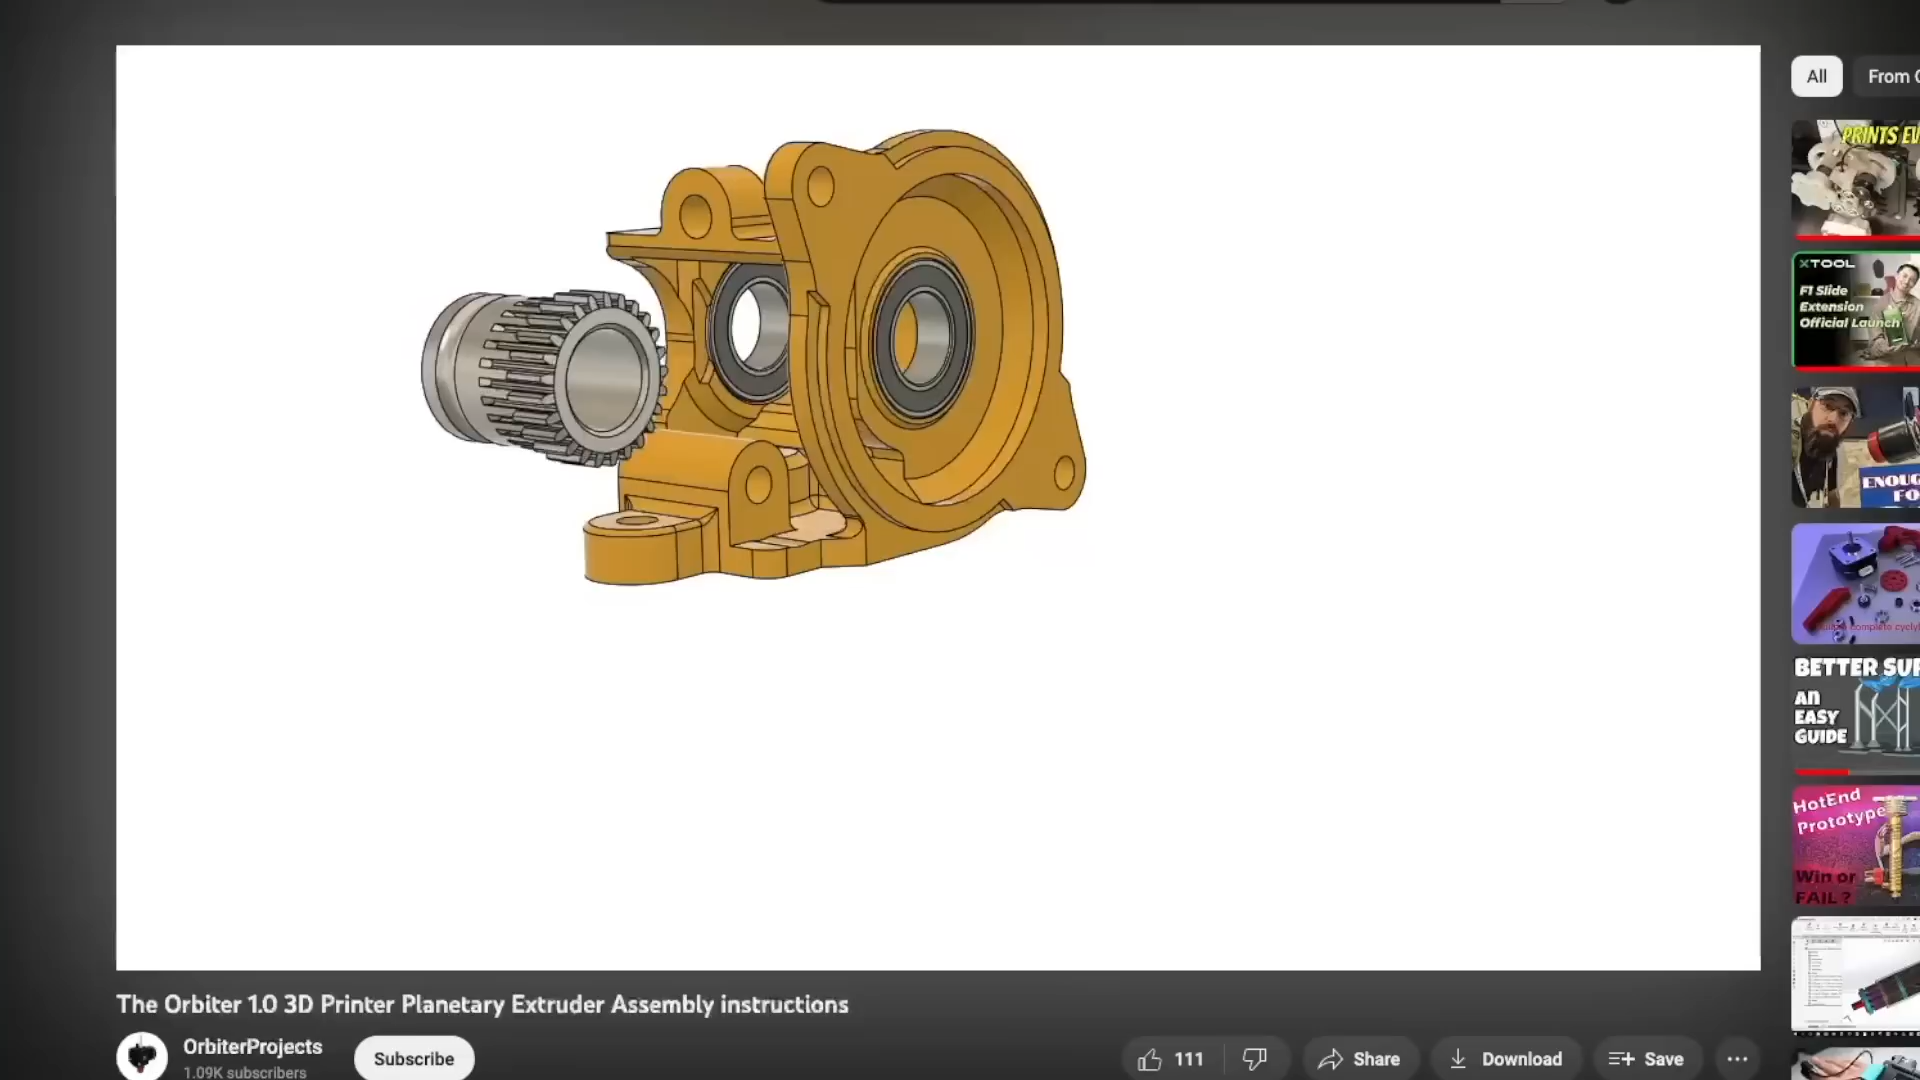 All
From
PRINTS
XTOOL
F1 Slide
Extension
Official Launch
ENOUG
FO
complete
BETTER SUP
An
EASY
GUIDE
HotEnd
Prototype
Win or
FAIL?
The Orbiter 1.0 3D Printer Planetary Extruder Assembly instructions
OrbiterProjects
1.09K subscribers
Subscribe
111
Share
Download
Save